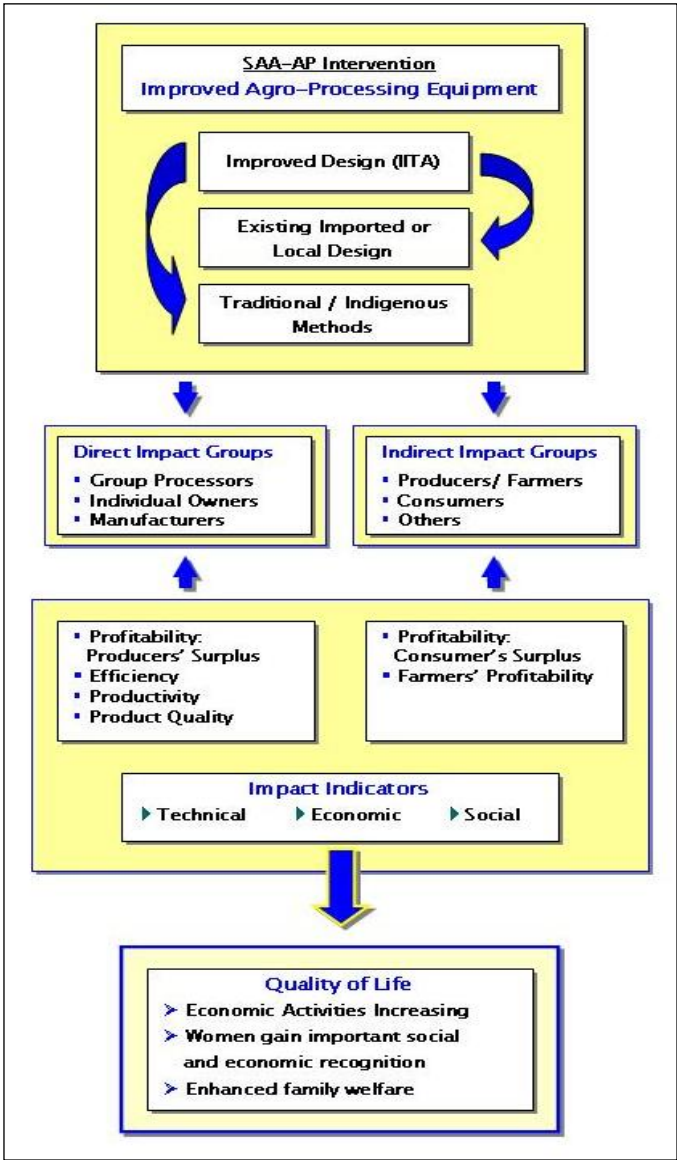 SAA-AP Intervention
Improved Agro-Processing Equipment
Improved Design (IITA)
Existing Imported or
Local Design
Traditional / Indigenous
Methods
Direct Impact Groups
▪ Group Processors
▪ Individual Owners
▪ Manufacturers
Indirect Impact Groups
▪ Producers/ Farmers
▪ Consumers
▪ Others
▪ Profitability:
Producers' Surplus
▪ Efficiency
▪ Productivity
▪ Product Quality
▪ Profitability:
Consumer's Surplus
▪ Farmers' Profitability
Impact Indicators
Technical Economic Social
Quality of Life
➢ Economic Activities Increasing
➢ Women gain important social
and economic recognition
➢ Enhanced family welfare